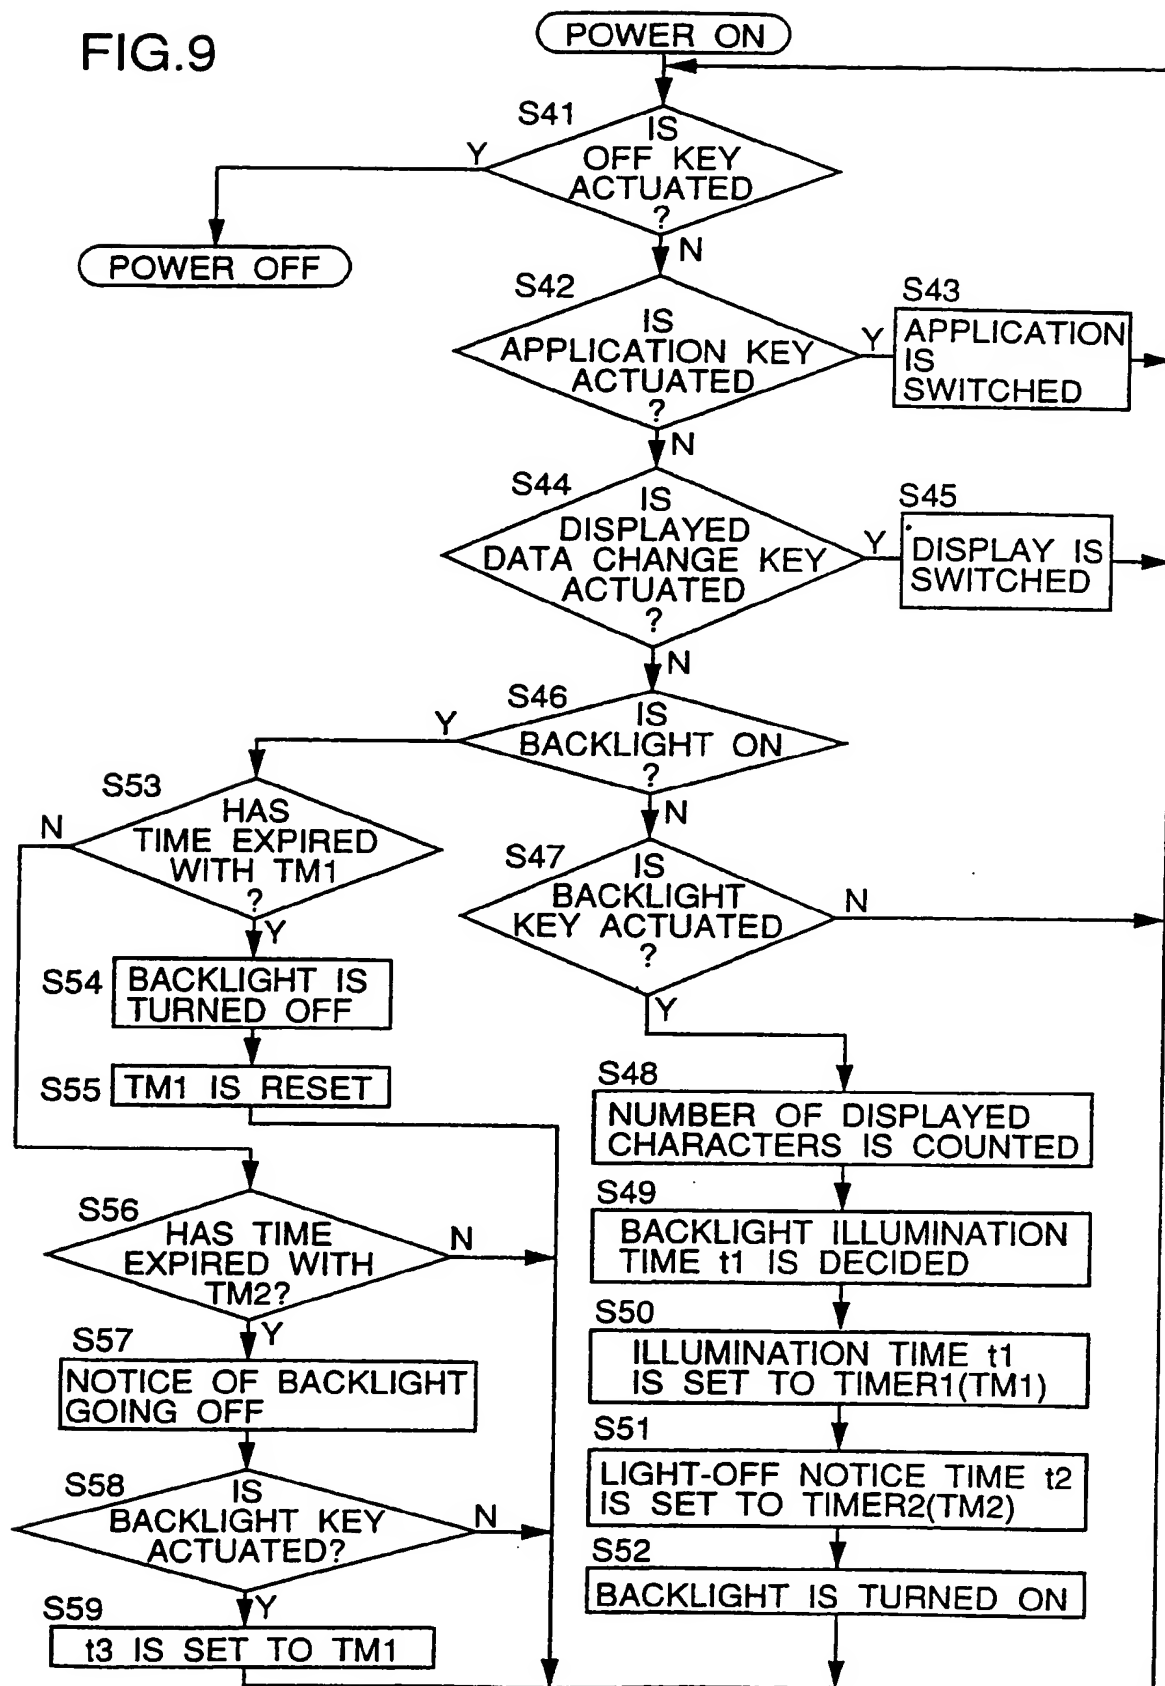 FIG.9
POWER ON
S41
IS
OFF KEY
ACTUATED
?
Y
N
POWER OFF
S42
IS
APPLICATION KEY
ACTUATED
?
Y
N
S43
APPLICATION
IS
SWITCHED
S44
IS
DISPLAYED
DATA CHANGE KEY
ACTUATED
?
Y
N
S45
DISPLAY IS
SWITCHED
S46
IS
BACKLIGHT ON
?
Y
N
S53
HAS
TIME EXPIRED
WITH TM1
?
N
Y
S47
IS
BACKLIGHT
KEY ACTUATED
?
N
Y
S54
BACKLIGHT IS
TURNED OFF
S55
TM1 IS RESET
S48
NUMBER OF DISPLAYED
CHARACTERS IS COUNTED
S49
BACKLIGHT ILLUMINATION
TIME t1 IS DECIDED
S50
ILLUMINATION TIME t1
IS SET TO TIMER1(TM1)
S51
LIGHT-OFF NOTICE TIME t2
IS SET TO TIMER2(TM2)
S52
BACKLIGHT IS TURNED ON
S56
HAS TIME
EXPIRED WITH
TM2?
N
Y
S57
NOTICE OF BACKLIGHT
GOING OFF
S58
IS
BACKLIGHT KEY
ACTUATED?
N
Y
S59
t3 IS SET TO TM1